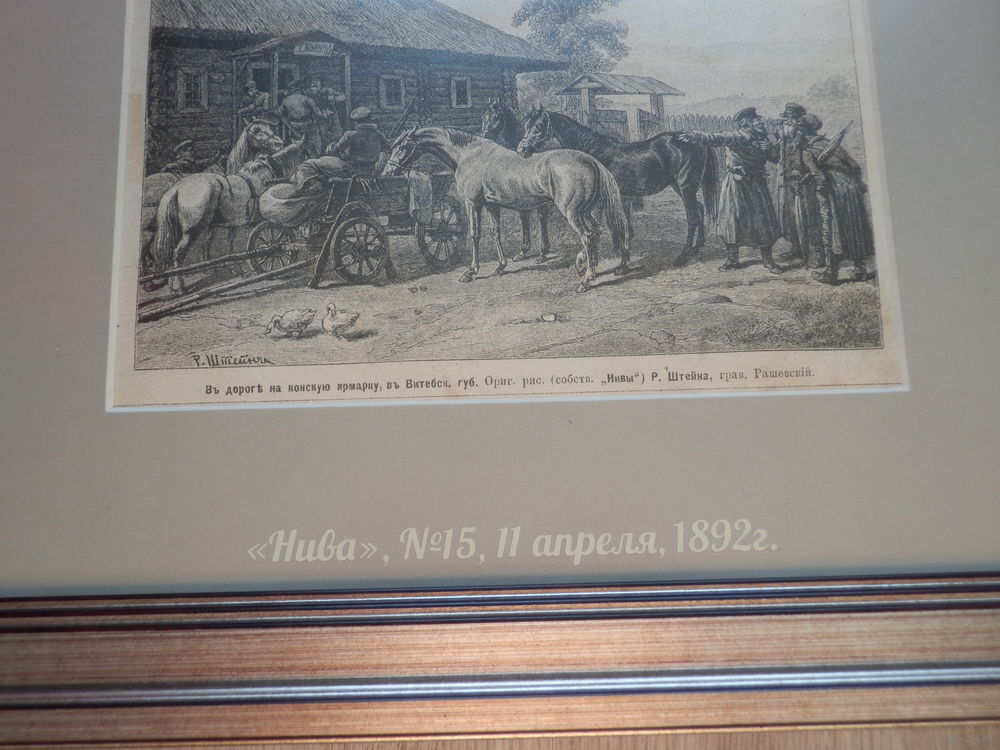 Р. Штейнъ
Въ дорогѣ на конскую ярмарку, въ Витебск. губ. Ориг. рис. (собств. „Нивы“) Р. Штейна, грав. Рашевскій.
«Нива», №15, 11 апреля, 1892г.